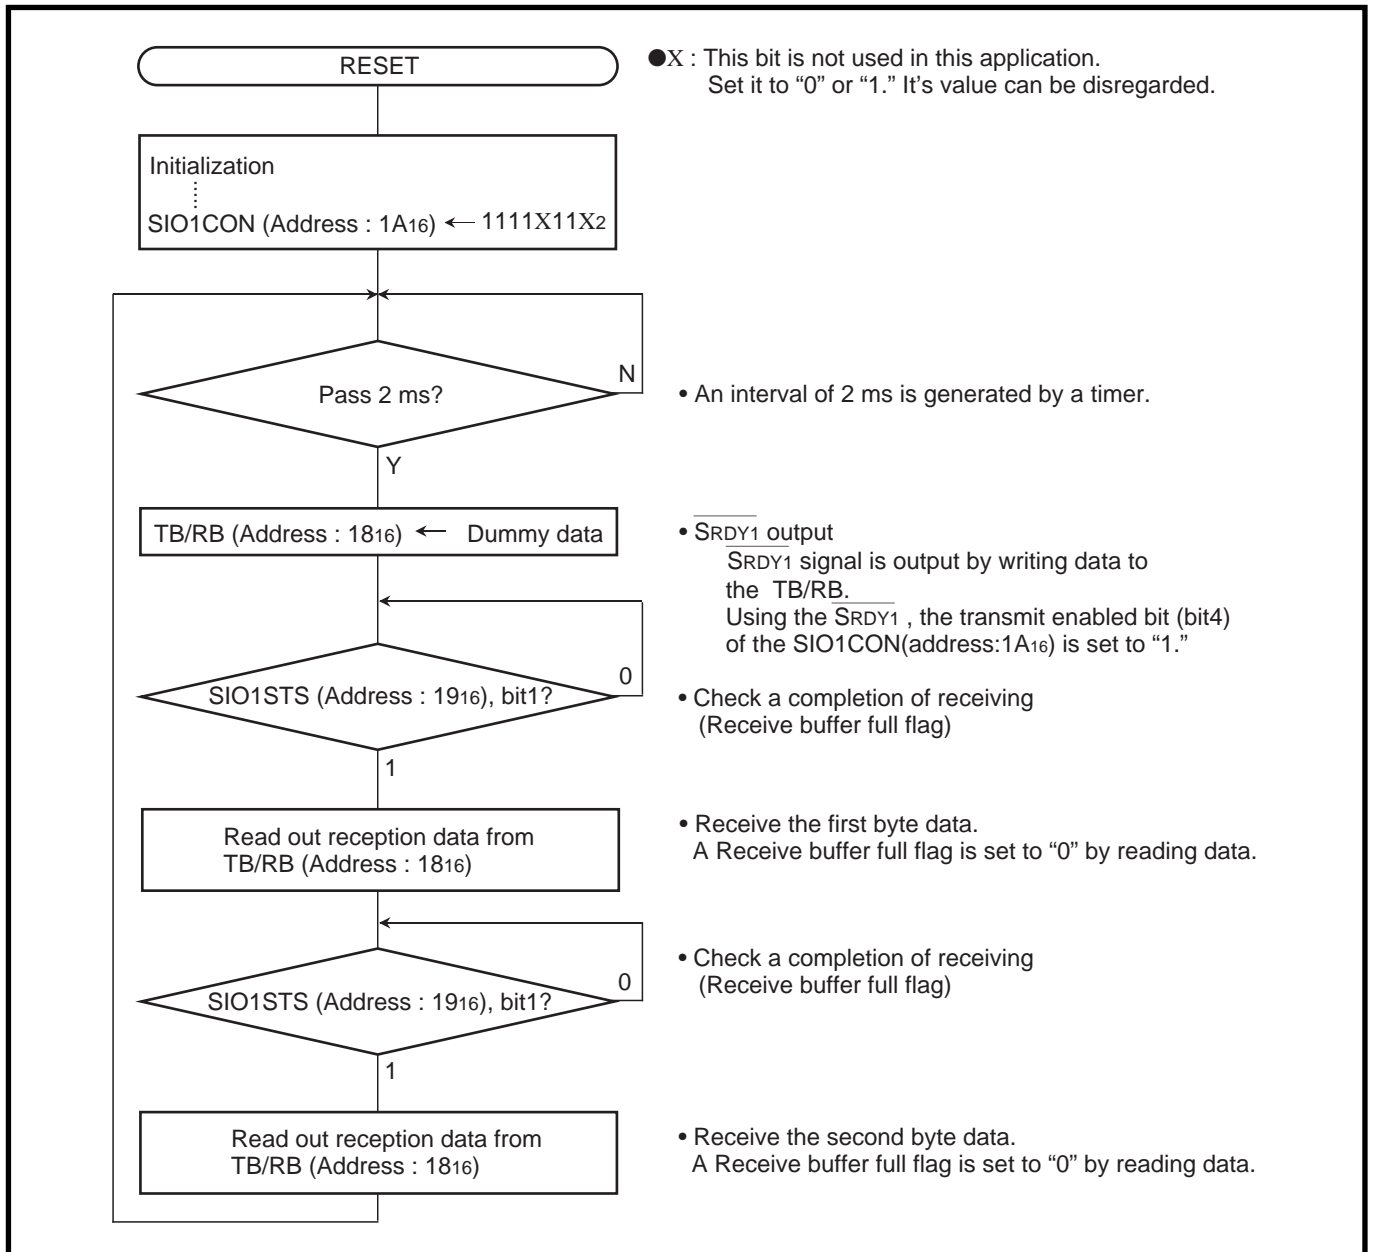 RESET
●X : This bit is not used in this application.
Set it to “0” or “1.” It’s value can be disregarded.
Initialization
SIO1CON (Address : 1A16) ← 1111X11X2
Pass 2 ms?
N
• An interval of 2 ms is generated by a timer.
Y
TB/RB (Address : 1816) ← Dummy data
• SRDY1 output
SRDY1 signal is output by writing data to
the TB/RB.
Using the SRDY1 , the transmit enabled bit (bit4)
of the SIO1CON(address:1A16) is set to “1.”
SIO1STS (Address : 1916), bit1?
0
• Check a completion of receiving
(Receive buffer full flag)
1
Read out reception data from
TB/RB (Address : 1816)
• Receive the first byte data.
A Receive buffer full flag is set to “0” by reading data.
SIO1STS (Address : 1916), bit1?
0
• Check a completion of receiving
(Receive buffer full flag)
1
Read out reception data from
TB/RB (Address : 1816)
• Receive the second byte data.
A Receive buffer full flag is set to “0” by reading data.